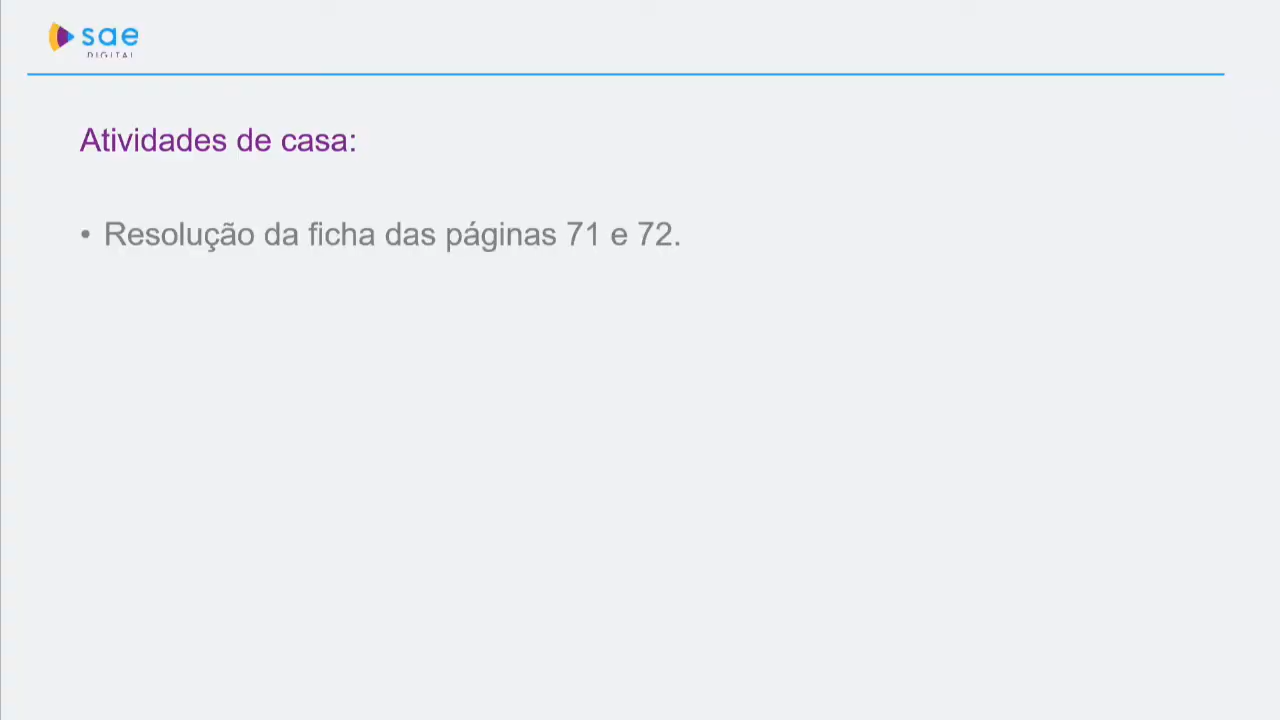 sae
DIGITAL
Atividades de casa:
• Resolução da ficha das páginas 71 e 72.